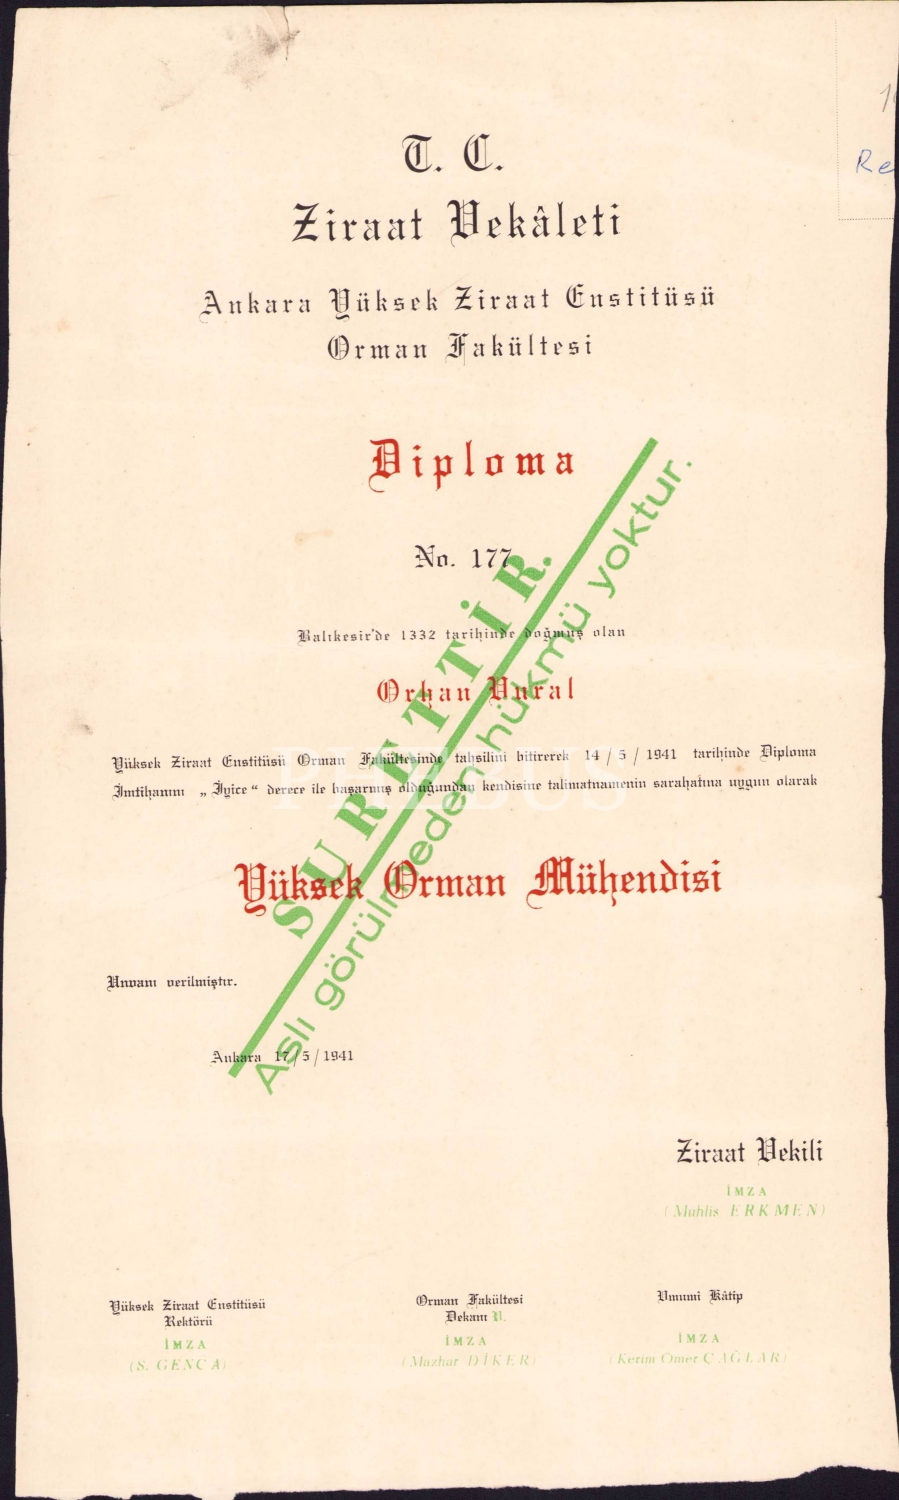 T. C.
Ziraat Vekâleti
Ankara Yüksek Ziraat Enstitüsü
Orman Fakültesi
Diploma
No. 177
Balıkesir'de 1332 tarihinde doğmuş olan
Orhan Vural
Yüksek Ziraat Enstitüsü Orman Fakültesinde tahsilini bitirerek 14/5/1941 tarihinde Diploma
İmtihanını „İyice“ derece ile başarmış olduğundan kendisine talimatnamenin sarahatına uygun olarak
Yüksek Orman Mühendisi
Unvanı verilmiştir.
Ankara 17/5/1941
SURETTİR.
Aslı görülmeden hükmü yoktur.
PHEBUS
Ziraat Vekili
İMZA
(Muhlis ERKMEN)
Yüksek Ziraat Enstitüsü
Rektörü
İMZA
(S. GENCA)
Orman Fakültesi
Dekanı V.
İMZA
(Mazhar DİKER)
Umumi Kâtip
İMZA
(Kerim Ömer ÇAĞLAR)
Re